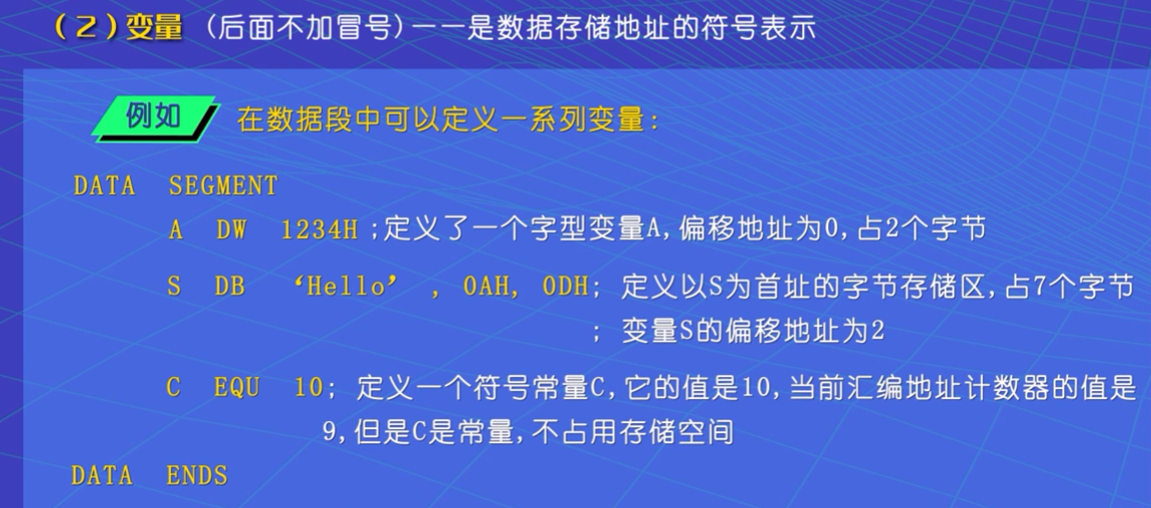 （2）变量 （后面不加冒号）——是数据存储地址的符号表示
例如 在数据段中可以定义一系列变量：
DATA SEGMENT
A DW 1234H ;定义了一个字型变量A,偏移地址为0,占2个字节
S DB ‘Hello’ , 0AH, 0DH; 定义以S为首址的字节存储区,占7个字节
; 变量S的偏移地址为2
C EQU 10; 定义一个符号常量C,它的值是10,当前汇编地址计数器的值是
9,但是C是常量,不占用存储空间
DATA ENDS